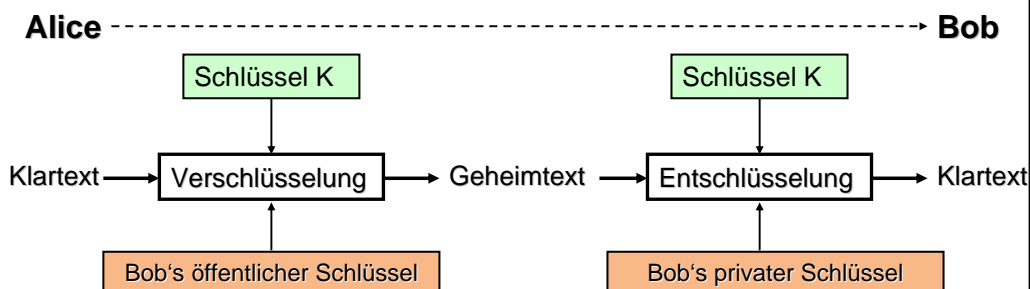 Alice Bob
Schlüssel K Schlüssel K
Klartext Verschlüsselung Geheimtext Entschlüsselung Klartext
Bob‘s öffentlicher Schlüssel Bob‘s privater Schlüssel